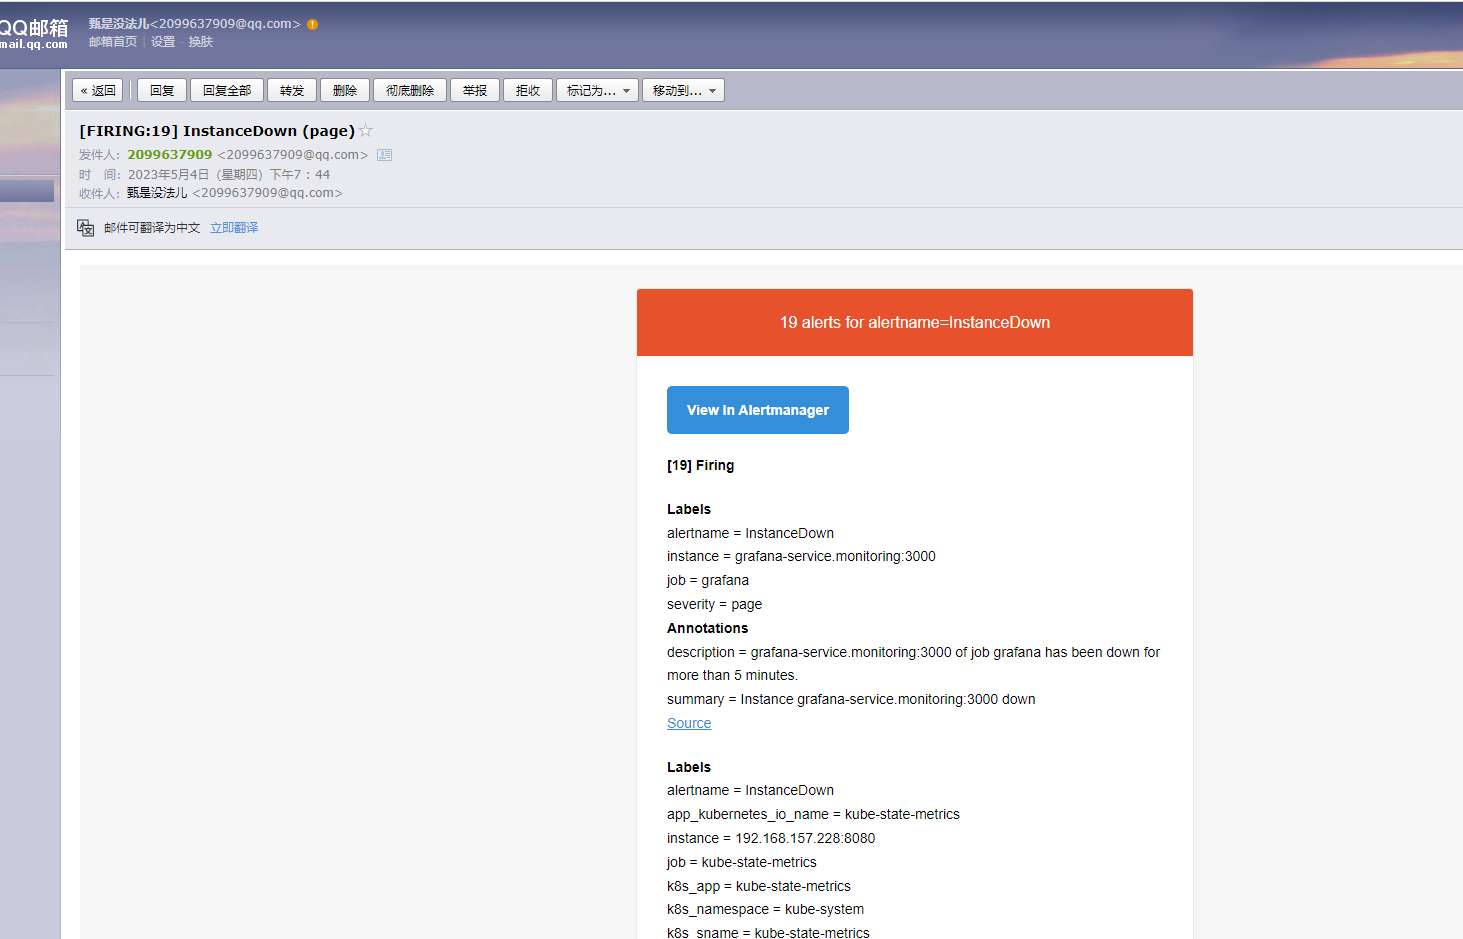 QQ邮箱
mail.qq.com
甄是没法儿<2099637909@qq.com>
邮箱首页 | 设置 - 换肤
« 返回 回复 回复全部 转发 删除 彻底删除 举报 拒收 标记为... 移动到...
[FIRING:19] InstanceDown (page)
发件人: 2099637909 <2099637909@qq.com>
时 间: 2023年5月4日 (星期四) 下午7:44
收件人: 甄是没法儿 <2099637909@qq.com>
邮件可翻译为中文 立即翻译
19 alerts for alertname=InstanceDown
View In Alertmanager
[19] Firing
Labels
alertname = InstanceDown
instance = grafana-service.monitoring:3000
job = grafana
severity = page
Annotations
description = grafana-service.monitoring:3000 of job grafana has been down for
more than 5 minutes.
summary = Instance grafana-service.monitoring:3000 down
Source
Labels
alertname = InstanceDown
app_kubernetes_io_name = kube-state-metrics
instance = 192.168.157.228:8080
job = kube-state-metrics
k8s_app = kube-state-metrics
k8s_namespace = kube-system
k8s_sname = kube-state-metrics